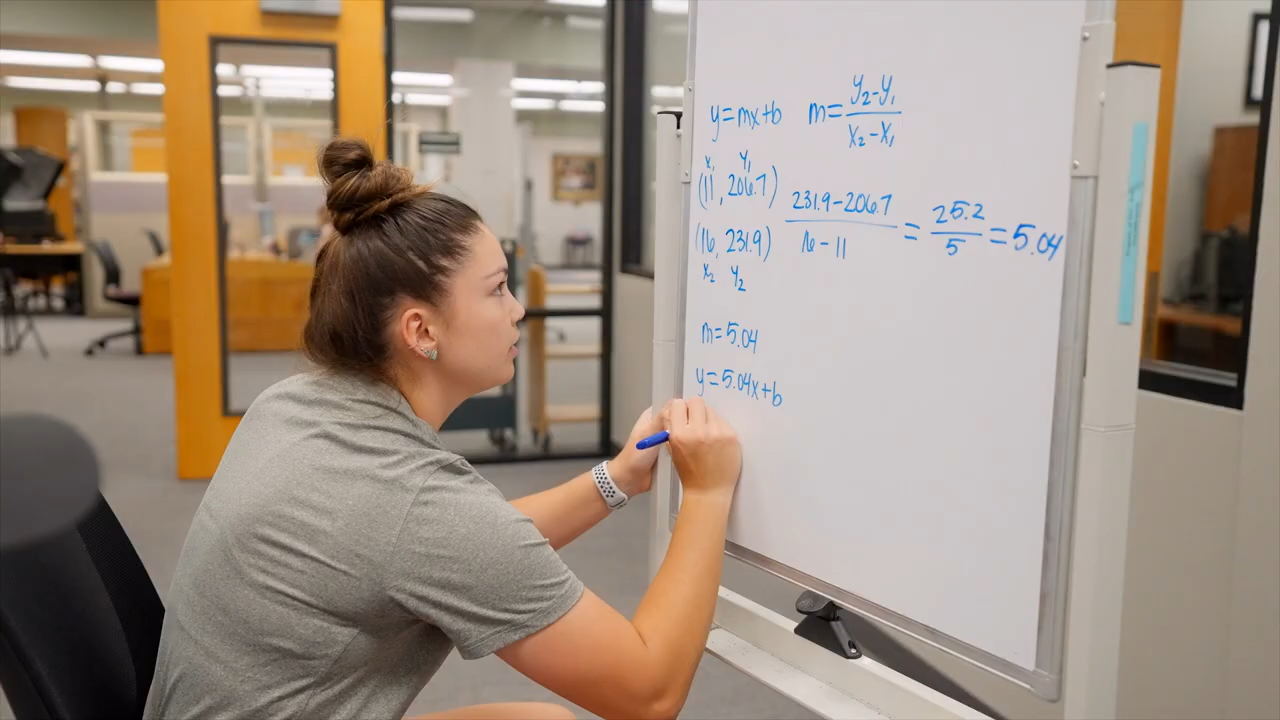 y=mx+b m=y₂-y₁/x₂-x₁
x₁ y₁
(11, 206.7) 231.9-206.7/16-11 = 25.2/5 = 5.04
(16, 231.9)
x₂ y₂
m=5.04
y=5.04x+b